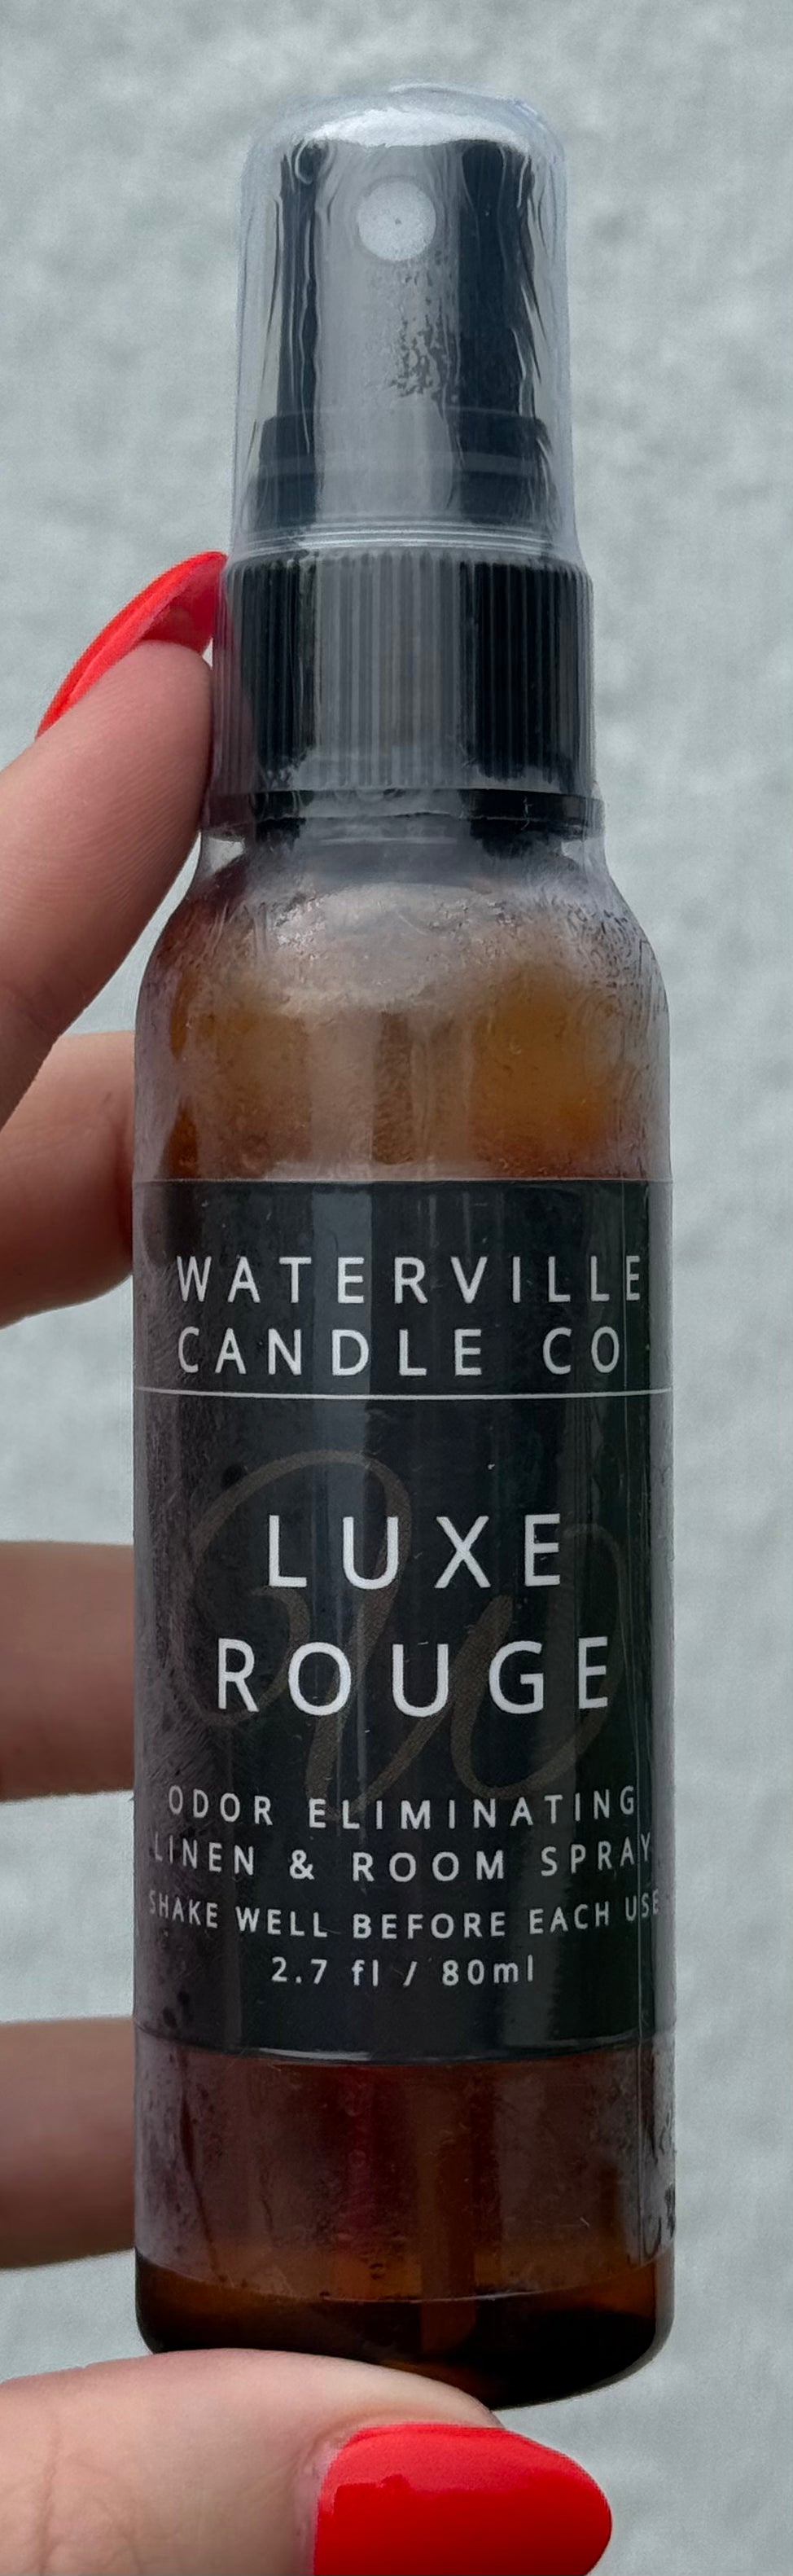 WATERVILLE
CANDLE CO
LUXE
ROUGE
ODOR ELIMINATING
LINEN & ROOM SPRAY
SHAKE WELL BEFORE EACH USE
2.7 fl / 80ml